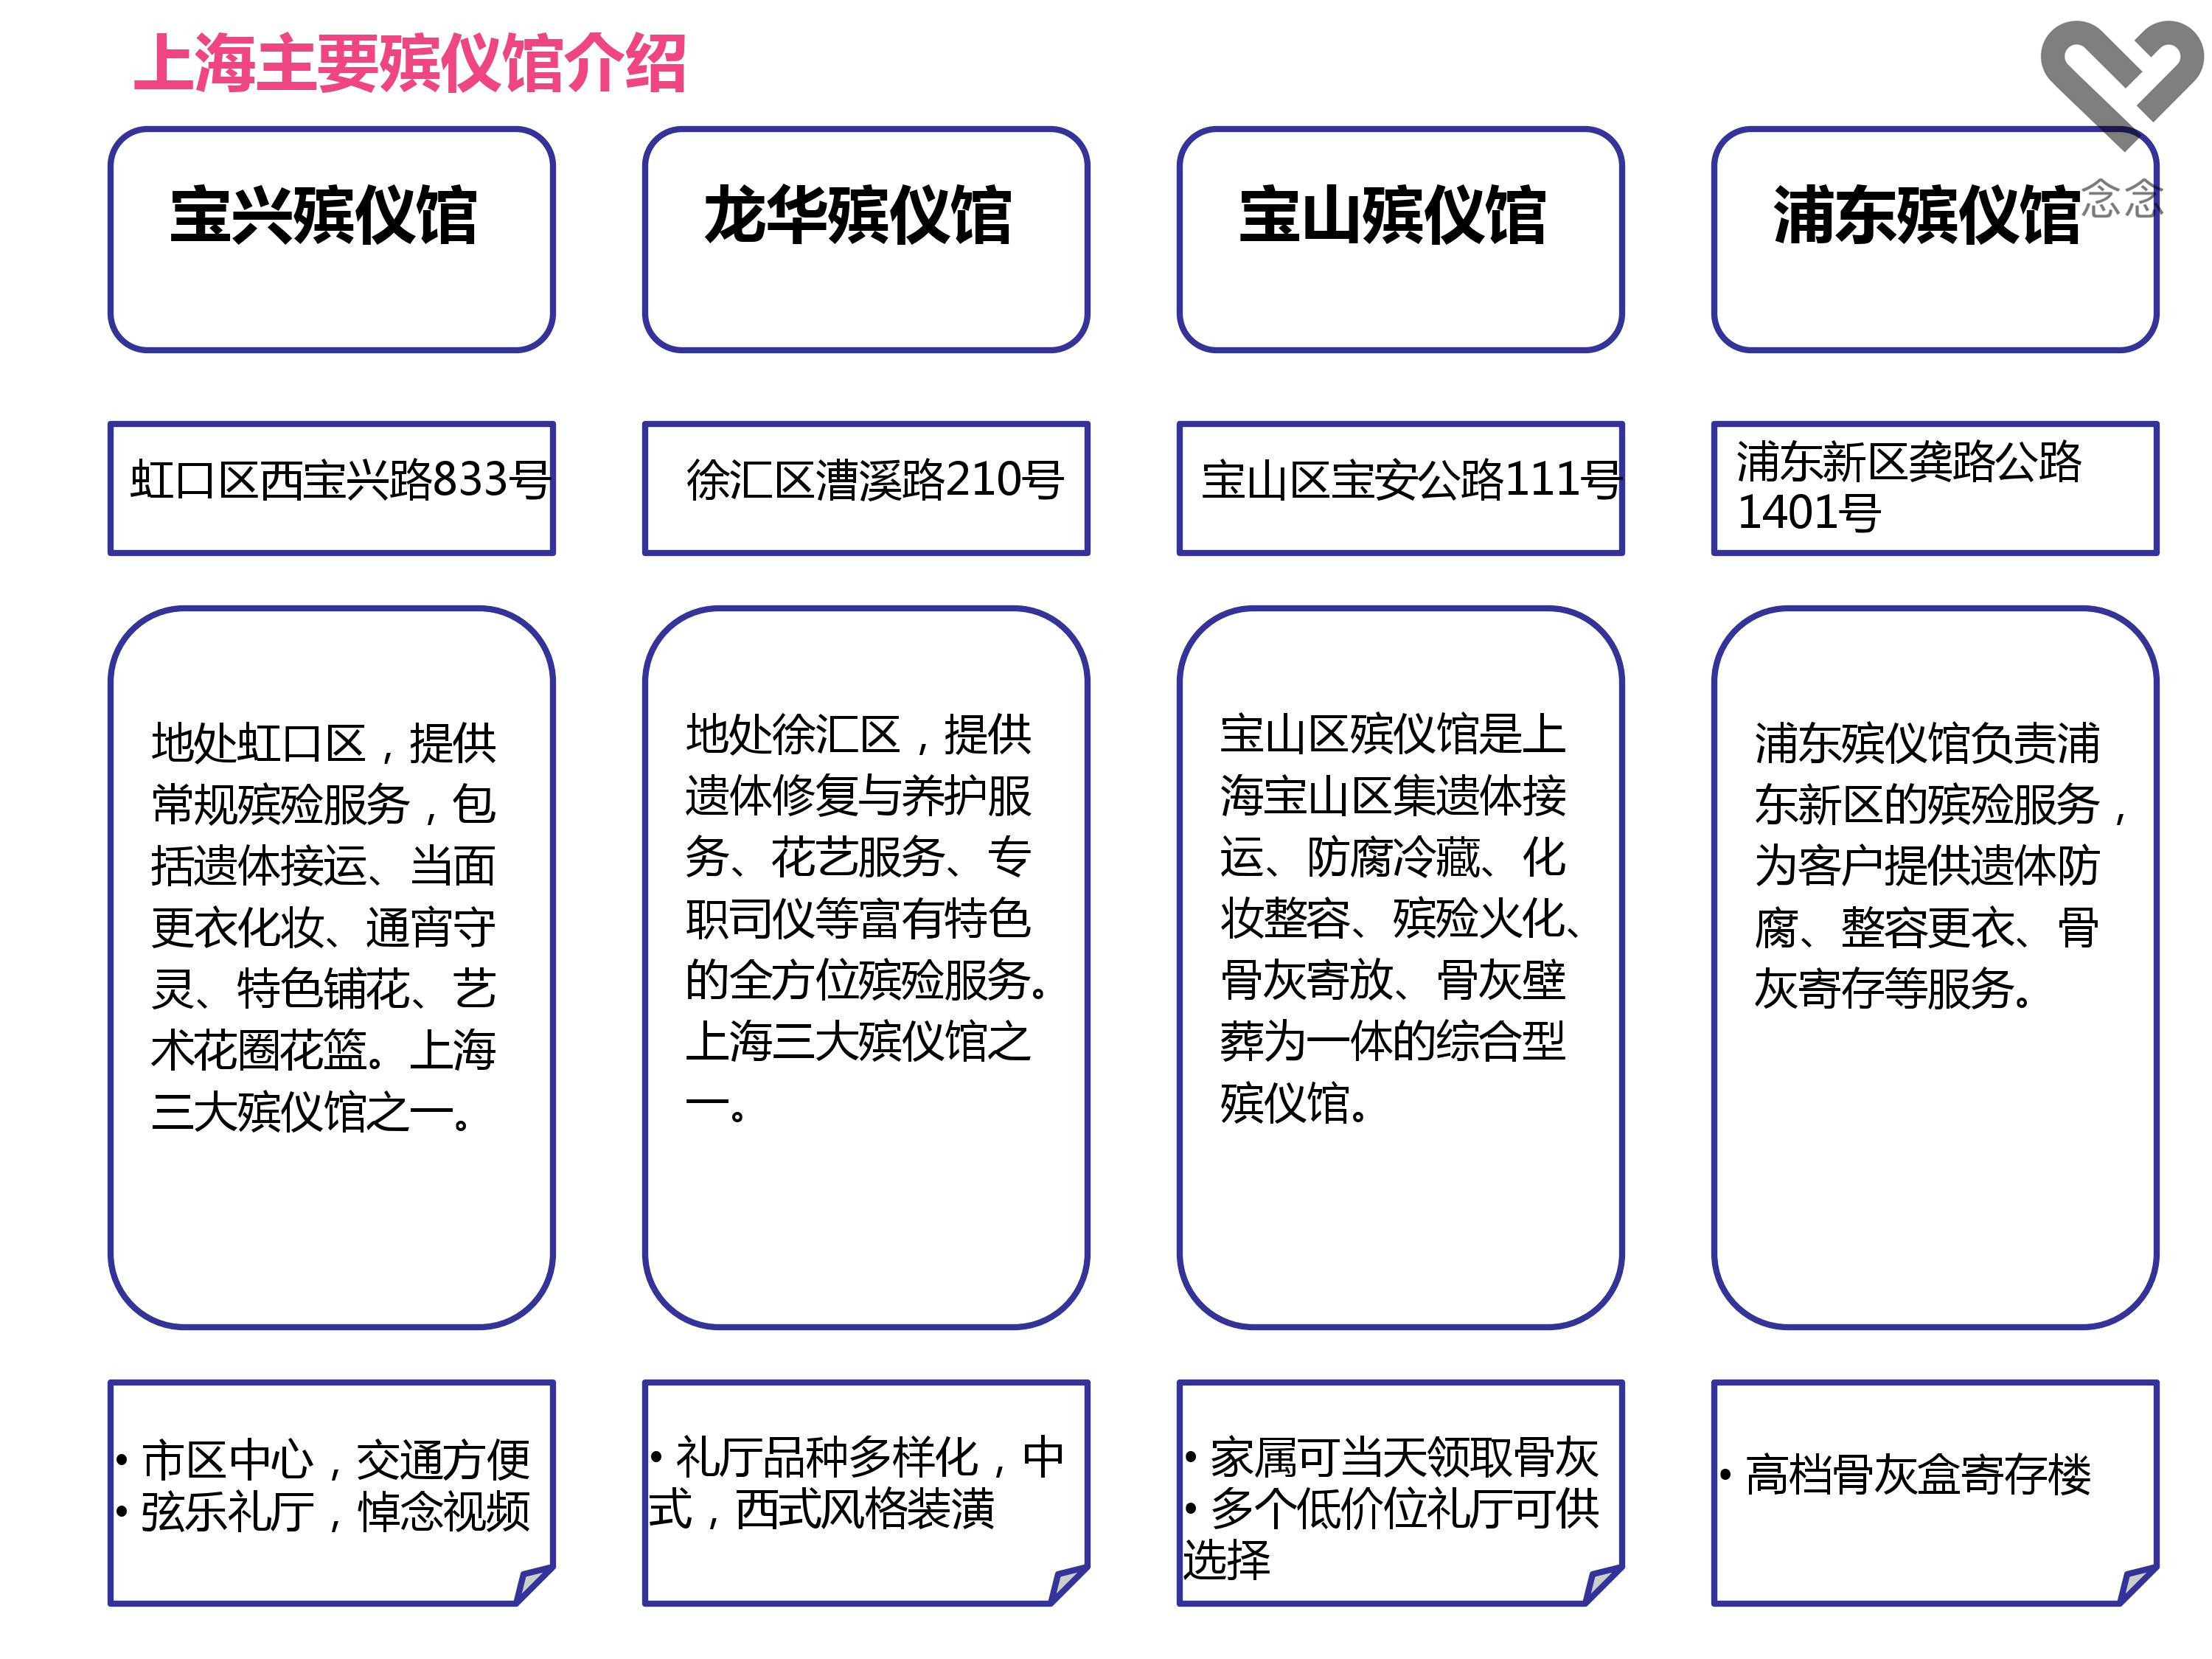 上海主要殡仪馆介绍
念念
宝兴殡仪馆
虹口区西宝兴路833号
地处虹口区，提供
常规殡殓服务，包
括遗体接运、当面
更衣化妆、通宵守
灵、特色铺花、艺
术花圈花篮。上海
三大殡仪馆之一。
• 市区中心，交通方便
• 弦乐礼厅，悼念视频
龙华殡仪馆
徐汇区漕溪路210号
地处徐汇区，提供
遗体修复与养护服
务、花艺服务、专
职司仪等富有特色
的全方位殡殓服务。
上海三大殡仪馆之
一。
• 礼厅品种多样化，中
式，西式风格装潢
宝山殡仪馆
宝山区宝安公路111号
宝山区殡仪馆是上
海宝山区集遗体接
运、防腐冷藏、化
妆整容、殡殓火化、
骨灰寄放、骨灰壁
葬为一体的综合型
殡仪馆。
• 家属可当天领取骨灰
• 多个低价位礼厅可供
选择
浦东殡仪馆
浦东新区龚路公路
1401号
浦东殡仪馆负责浦
东新区的殡殓服务，
为客户提供遗体防
腐、整容更衣、骨
灰寄存等服务。
• 高档骨灰盒寄存楼